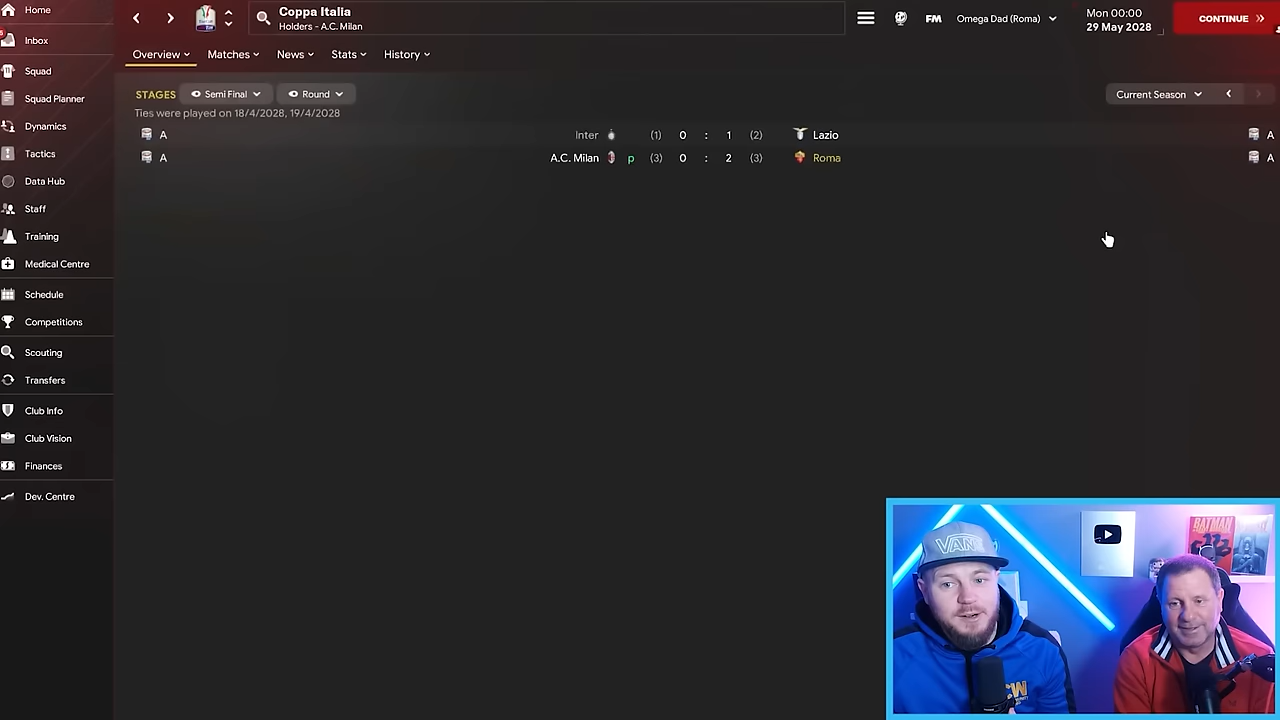 Home
Coppa Italia
Holders - A.C. Milan
FM
Omega Dad (Roma)
Mon 00:00
29 May 2028
CONTINUE
Inbox
Overview
Matches
News
Stats
History
Squad
Squad Planner
STAGES
Semi Final
Round
Current Season
Ties were played on 18/4/2028, 19/4/2028
Dynamics
A
Inter
(1)
0
:
1
(2)
Lazio
A
Tactics
A
A.C. Milan
p
(3)
0
:
2
(3)
Roma
A
Data Hub
Staff
Training
Medical Centre
Schedule
Competitions
Scouting
Transfers
Club Info
Club Vision
Finances
Dev. Centre
BATMAN
VANS